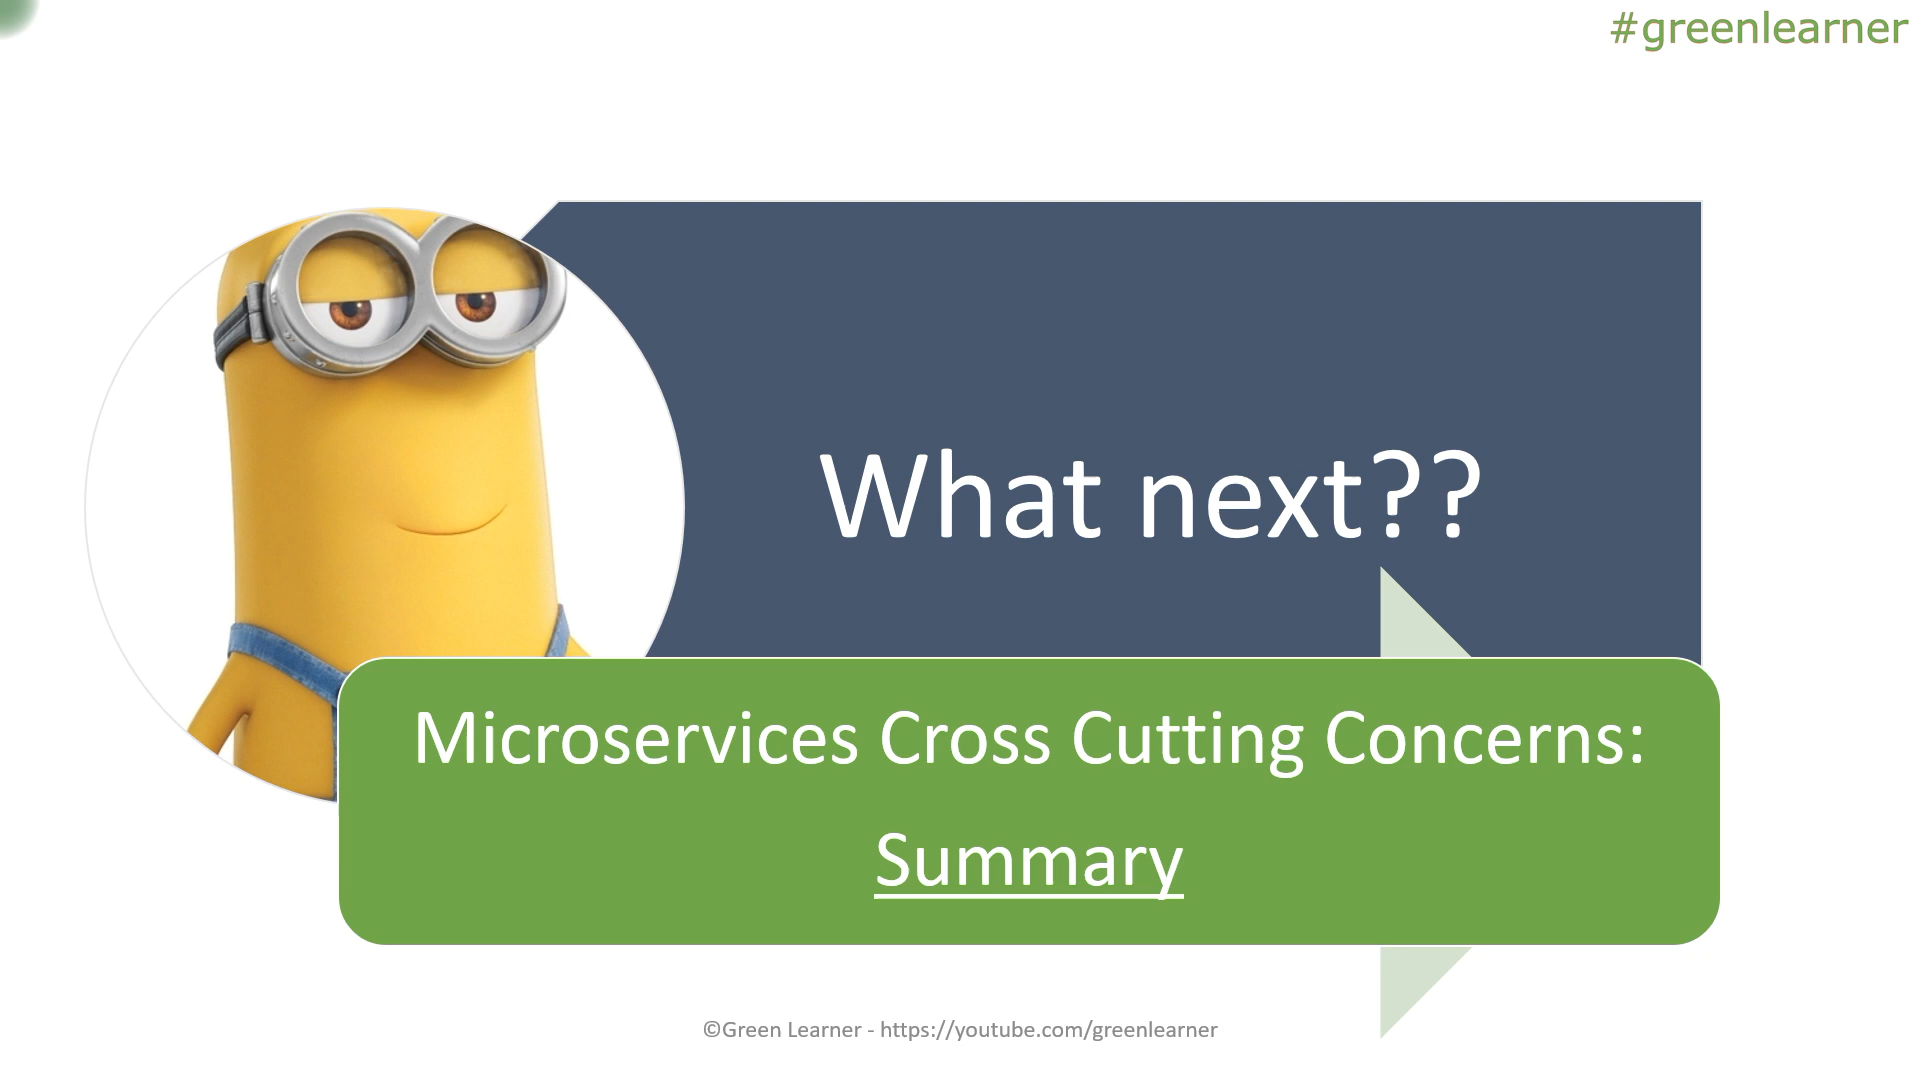 #greenlearner
What next??
Microservices Cross Cutting Concerns:
Summary
©Green Learner - https://youtube.com/greenlearner